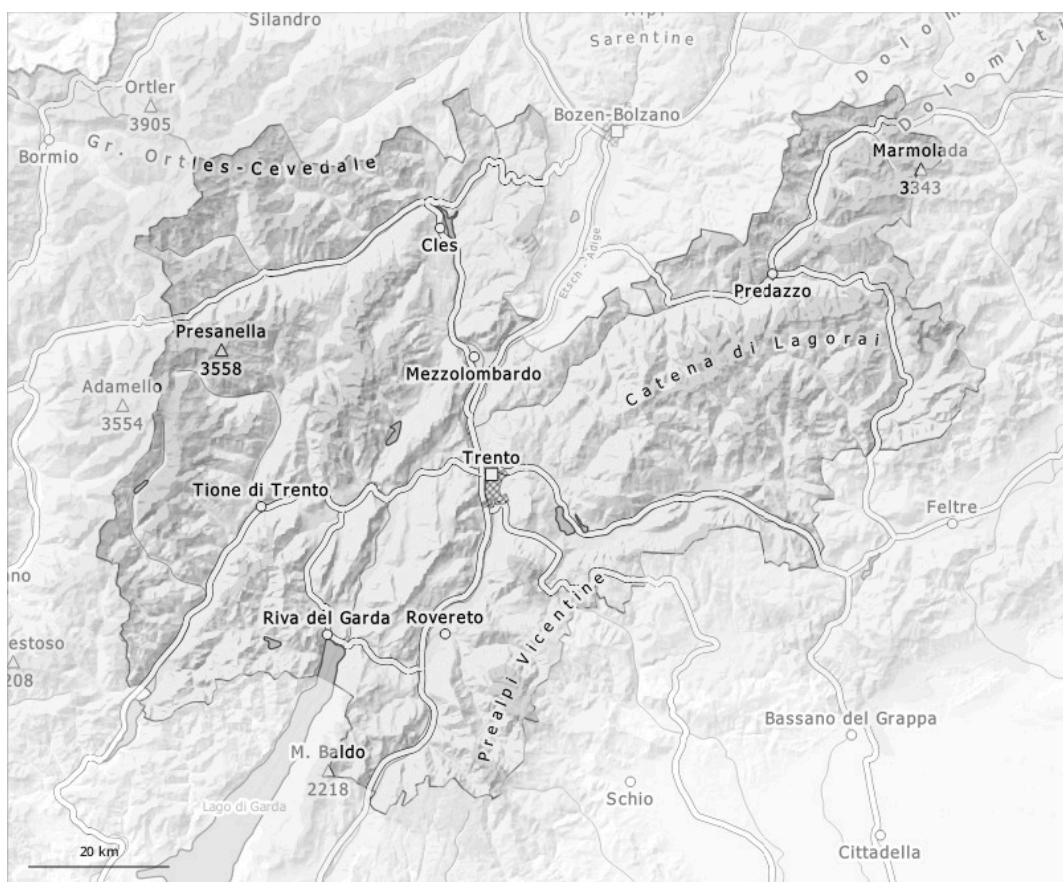 Silandro
Sarentine
Ortler
3905
Bormio
Gr. Ortles-Cevedale
Bozen-Bolzano
Dolomiti
Marmolada
3343
Cles
Etsch - Adige
Predazzo
Presanella
3558
Adamello
3554
Mezzolombardo
Catena di Lagorai
Trento
Tione di Trento
Feltre
Riva del Garda
Rovereto
Prealpi Vicentine
Bassano del Grappa
M. Baldo
2218
Lago di Garda
Schio
20 km
Cittadella